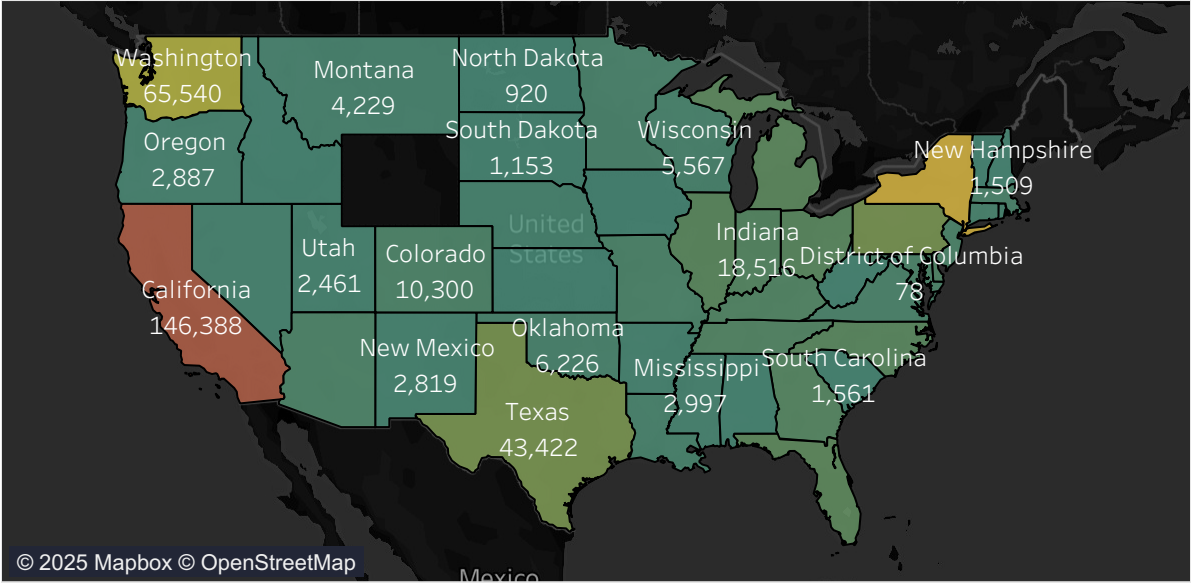 Washington
65,540
Montana
4,229
North Dakota
920
Oregon
2,887
South Dakota
1,153
Wisconsin
5,567
New Hampshire
1,509
United
States
Utah
2,461
Colorado
10,300
Indiana
18,516
District of Columbia
78
California
146,388
New Mexico
2,819
Oklahoma
6,226
Mississippi
2,997
South Carolina
1,561
Texas
43,422
© 2025 Mapbox © OpenStreetMap
Mexico